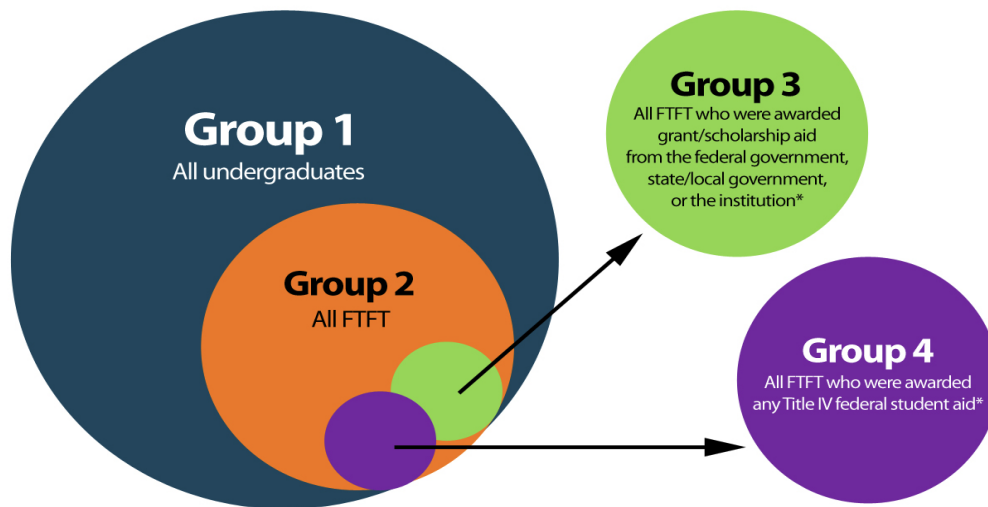 Group 1
All undergraduates
Group 2
All FTFT
Group 3
All FTFT who were awarded
grant/scholarship aid
from the federal government,
state/local government,
or the institution*
Group 4
All FTFT who were awarded
any Title IV federal student aid*